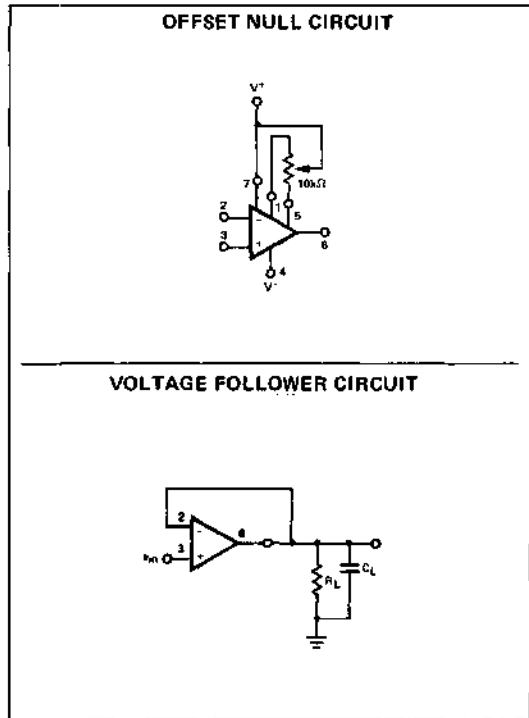 OFFSET NULL CIRCUIT
V+
7
10kΩ
1
5
2
-
3
+
6
4
V-
VOLTAGE FOLLOWER CIRCUIT
2
-
6
3
+
RL
CL